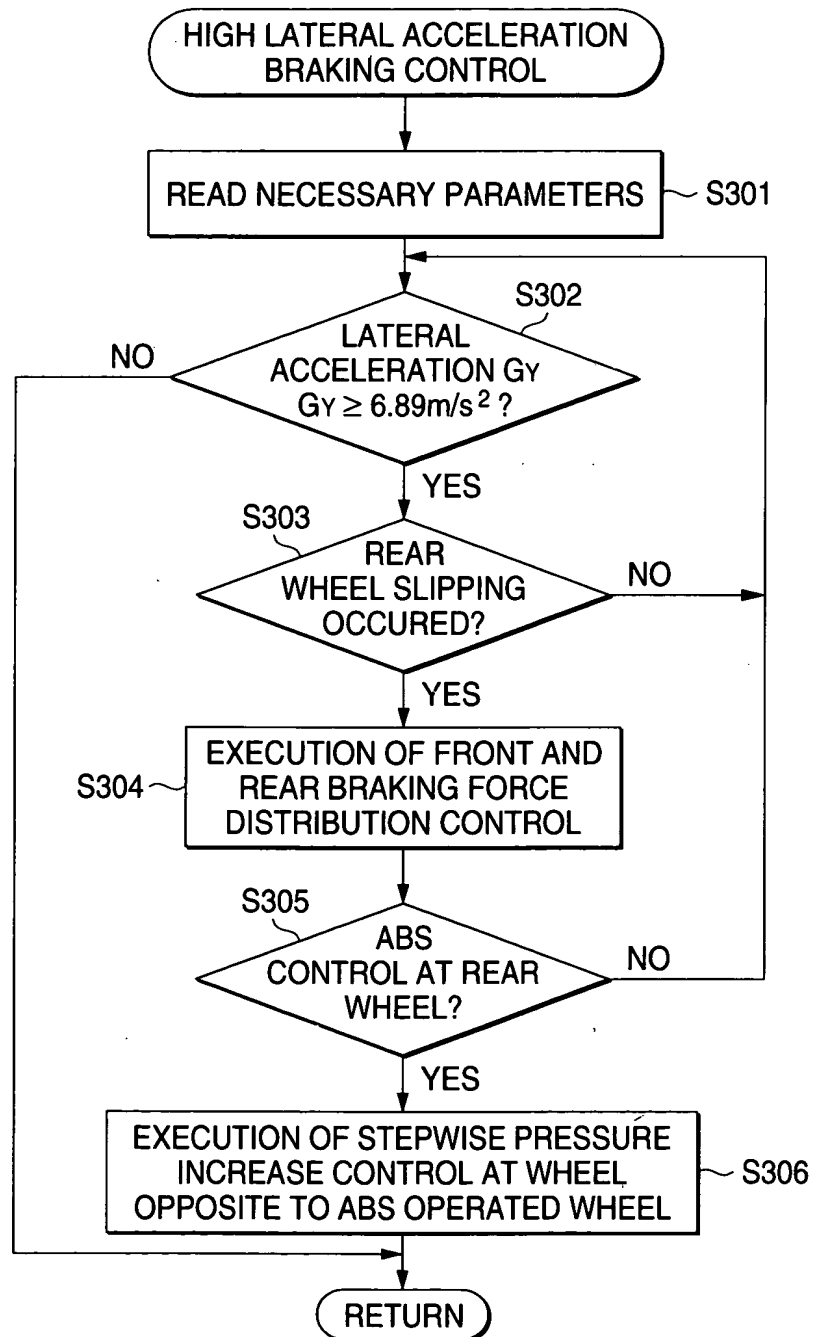 HIGH LATERAL ACCELERATION
BRAKING CONTROL
READ NECESSARY PARAMETERS
S301
S302
LATERAL
ACCELERATION GY
GY ≥ 6.89m/s² ?
NO
YES
S303
REAR
WHEEL SLIPPING
OCCURED?
NO
YES
EXECUTION OF FRONT AND
REAR BRAKING FORCE
DISTRIBUTION CONTROL
S304
S305
ABS
CONTROL AT REAR
WHEEL?
NO
YES
EXECUTION OF STEPWISE PRESSURE
INCREASE CONTROL AT WHEEL
OPPOSITE TO ABS OPERATED WHEEL
S306
RETURN